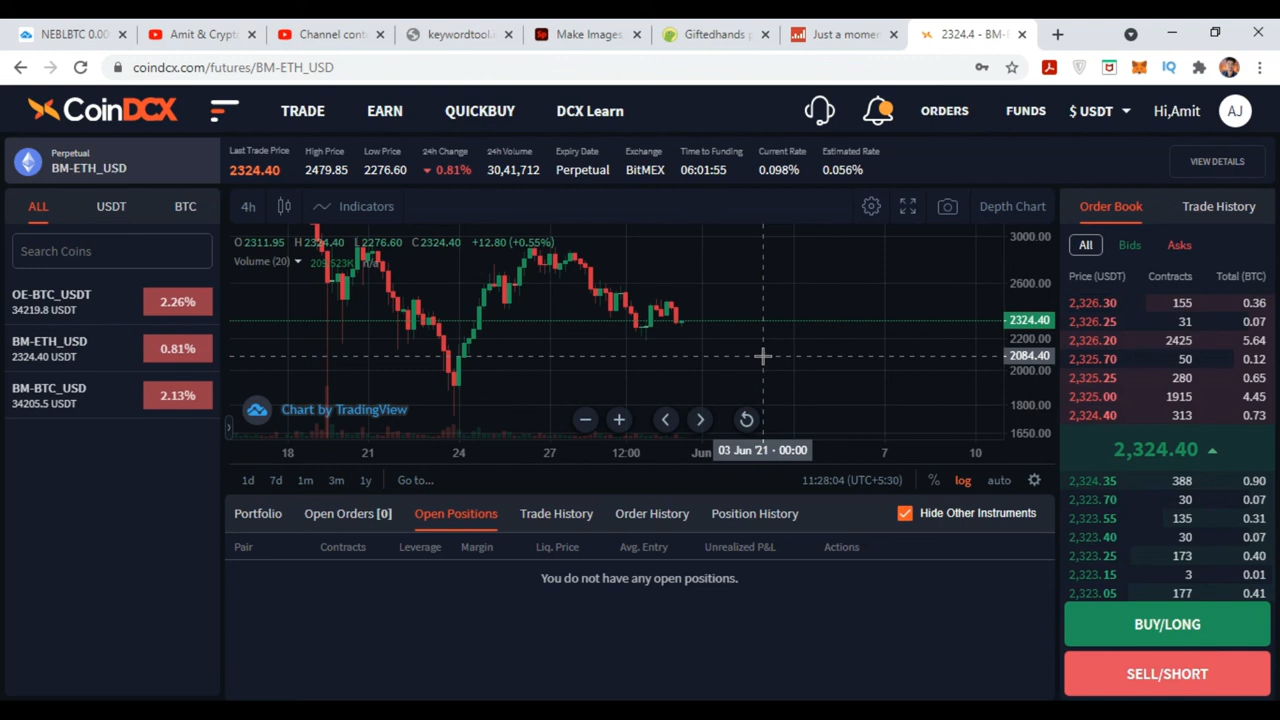 NEBLBTC 0.00
Amit & Crypt
Channel cont
keywordtool.
Make Images,
Giftedhands p
Just a momen
2324.4 - BM-E
coindcx.com/futures/BM-ETH_USD
IQ
CoinDCX
TRADE
EARN
QUICKBUY
DCX Learn
ORDERS
FUNDS
$ USDT
Hi,Amit
AJ
Perpetual
BM-ETH_USD
Last Trade Price
2324.40
High Price
2479.85
Low Price
2276.60
24h Change
0.81%
24h Volume
30,41,712
Expiry Date
Perpetual
Exchange
BitMEX
Time to Funding
06:01:55
Current Rate
0.098%
Estimated Rate
0.056%
VIEW DETAILS
ALL USDT BTC
Search Coins
OE-BTC_USDT
34219.8 USDT
2.26%
BM-ETH_USD
2324.40 USDT
0.81%
BM-BTC_USD
34205.5 USDT
2.13%
4h
Indicators
Depth Chart
O 2311.95 H 2324.40 L 2276.60 C 2324.40 +12.80 (+0.55%)
Volume (20) 209.523K n/a
3000.00
2600.00
2324.40
2200.00
2084.40
2000.00
1800.00
1650.00
Chart by TradingView
18 21 24 27 12:00 Jun 03 Jun '21 - 00:00 7 10
1d 7d 1m 3m 1y Go to...
11:28:04 (UTC+5:30) % log auto
Portfolio Open Orders [0] Open Positions Trade History Order History Position History
Hide Other Instruments
Pair Contracts Leverage Margin Liq. Price Avg. Entry Unrealized P&L Actions
You do not have any open positions.
Order Book Trade History
All Bids Asks
Price (USDT) Contracts Total (BTC)
2,326.30 155 0.36
2,326.25 31 0.07
2,326.20 2425 5.64
2,325.70 50 0.12
2,325.25 280 0.65
2,325.00 1915 4.45
2,324.40 313 0.73
2,324.40
2,324.35 388 0.90
2,323.70 30 0.07
2,323.55 135 0.31
2,323.40 30 0.07
2,323.25 173 0.40
2,323.15 3 0.01
2,323.05 177 0.41
BUY/LONG
SELL/SHORT